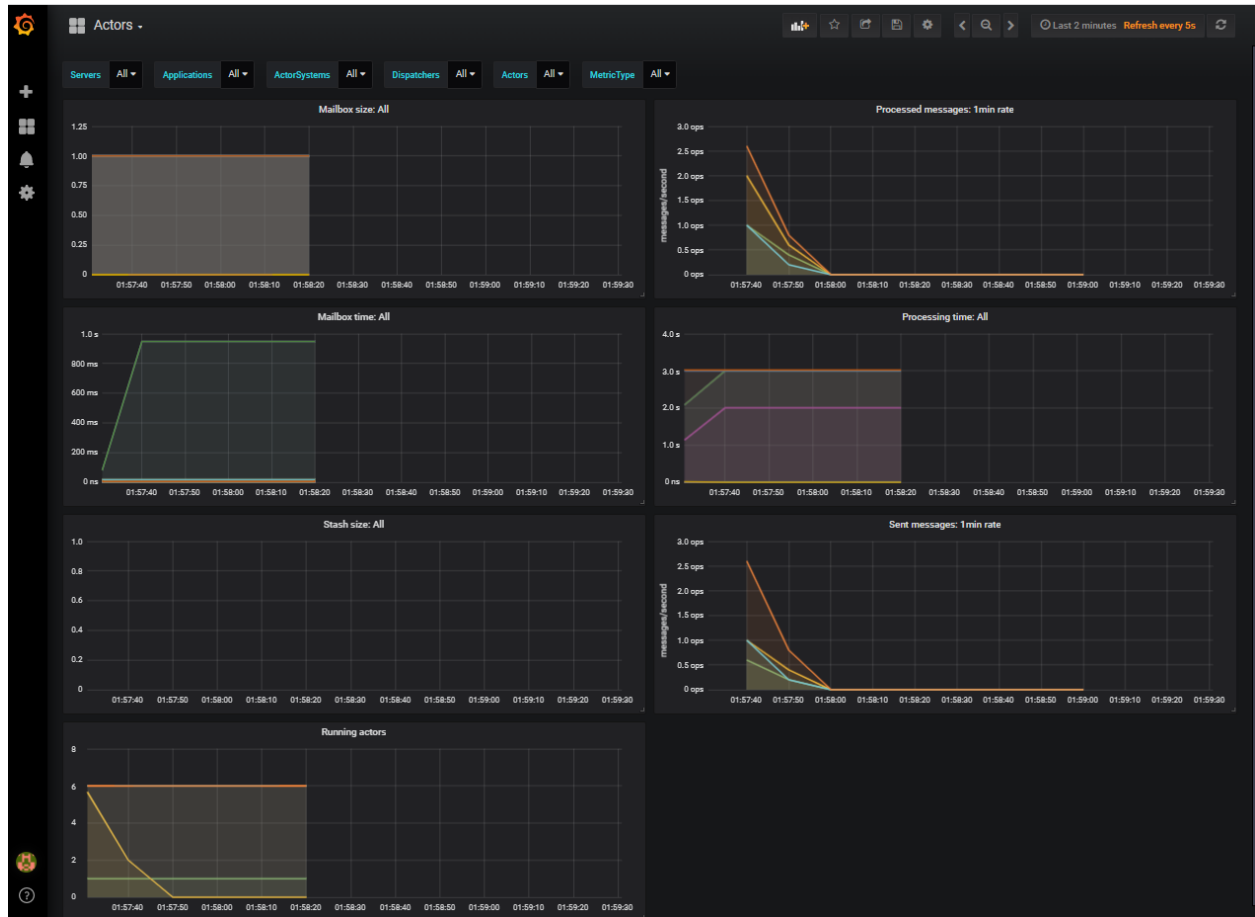 Actors
Last 2 minutes Refresh every 5s
Servers All Applications All ActorSystems All Dispatchers All Actors All MetricType All
Mailbox size: All
1.25
1.00
0.75
0.50
0.25
0
01:57:40 01:57:50 01:58:00 01:58:10 01:58:20 01:58:30 01:58:40 01:58:50 01:59:00 01:59:10 01:59:20 01:59:30
Processed messages: 1min rate
messages/second
3.0 ops
2.5 ops
2.0 ops
1.5 ops
1.0 ops
0.5 ops
0 ops
01:57:40 01:57:50 01:58:00 01:58:10 01:58:20 01:58:30 01:58:40 01:58:50 01:59:00 01:59:10 01:59:20 01:59:30
Mailbox time: All
1.0 s
800 ms
600 ms
400 ms
200 ms
0 ns
01:57:40 01:57:50 01:58:00 01:58:10 01:58:20 01:58:30 01:58:40 01:58:50 01:59:00 01:59:10 01:59:20 01:59:30
Processing time: All
4.0 s
3.0 s
2.0 s
1.0 s
0 ns
01:57:40 01:57:50 01:58:00 01:58:10 01:58:20 01:58:30 01:58:40 01:58:50 01:59:00 01:59:10 01:59:20 01:59:30
Stash size: All
1.0
0.8
0.6
0.4
0.2
0
01:57:40 01:57:50 01:58:00 01:58:10 01:58:20 01:58:30 01:58:40 01:58:50 01:59:00 01:59:10 01:59:20 01:59:30
Sent messages: 1min rate
messages/second
3.0 ops
2.5 ops
2.0 ops
1.5 ops
1.0 ops
0.5 ops
0 ops
01:57:40 01:57:50 01:58:00 01:58:10 01:58:20 01:58:30 01:58:40 01:58:50 01:59:00 01:59:10 01:59:20 01:59:30
Running actors
8
6
4
2
0
01:57:40 01:57:50 01:58:00 01:58:10 01:58:20 01:58:30 01:58:40 01:58:50 01:59:00 01:59:10 01:59:20 01:59:30